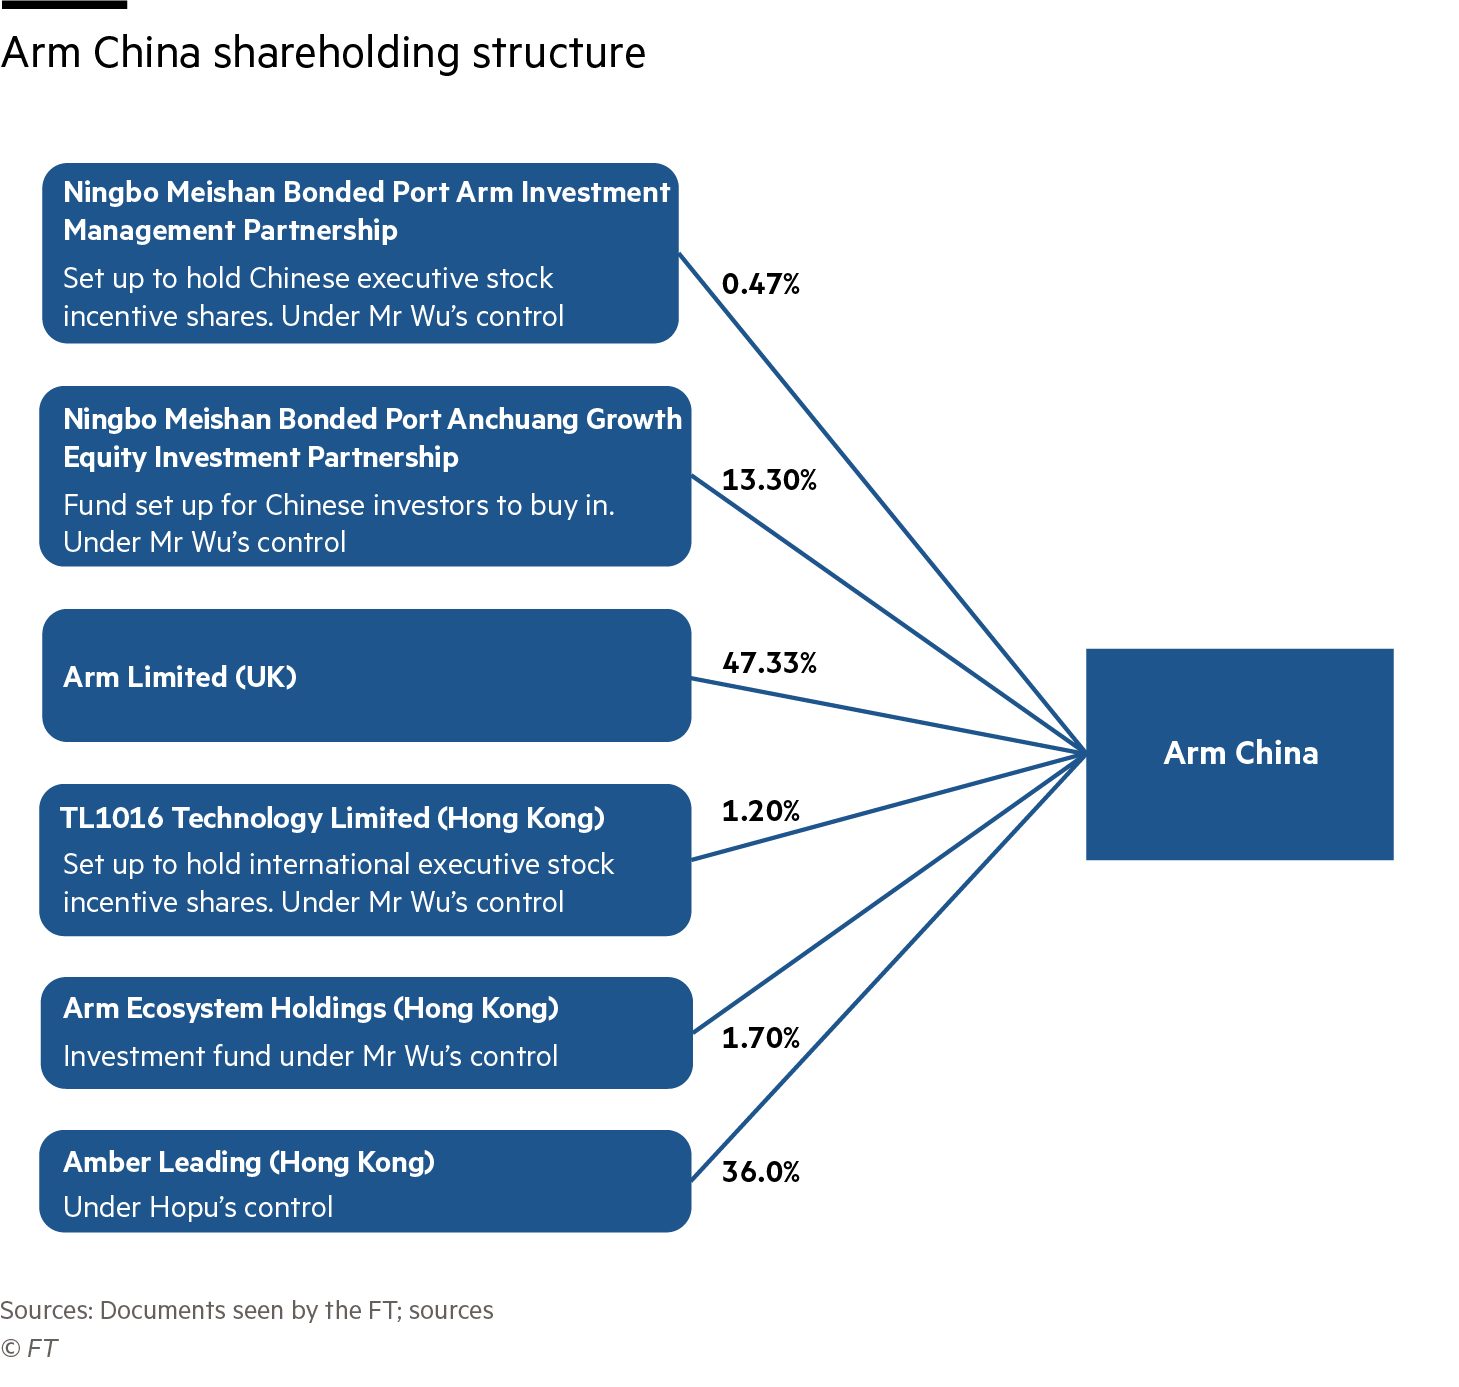 Arm China shareholding structure
Ningbo Meishan Bonded Port Arm Investment
Management Partnership
Set up to hold Chinese executive stock
incentive shares. Under Mr Wu’s control
0.47%
Ningbo Meishan Bonded Port Anchuang Growth
Equity Investment Partnership
Fund set up for Chinese investors to buy in.
Under Mr Wu’s control
13.30%
Arm Limited (UK)
47.33%
Arm China
TL1016 Technology Limited (Hong Kong)
Set up to hold international executive stock
incentive shares. Under Mr Wu’s control
1.20%
Arm Ecosystem Holdings (Hong Kong)
Investment fund under Mr Wu’s control
1.70%
Amber Leading (Hong Kong)
Under Hopu’s control
36.0%
Sources: Documents seen by the FT; sources
© FT